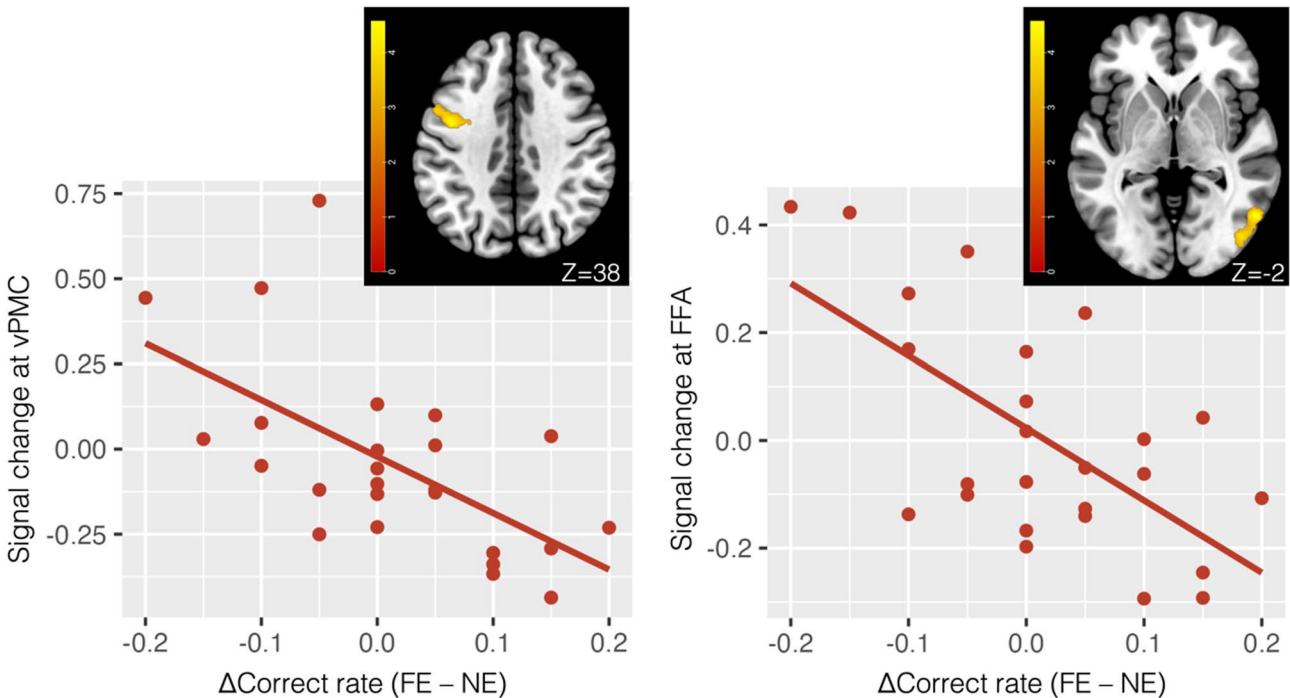 4
3
2
1
0
Z=38
0.75
0.50
0.25
0.00
-0.25
Signal change at vPMC
-0.2 -0.1 0.0 0.1 0.2
ΔCorrect rate (FE – NE)
4
3
2
1
0
Z=-2
0.4
0.2
0.0
-0.2
Signal change at FFA
-0.2 -0.1 0.0 0.1 0.2
ΔCorrect rate (FE – NE)